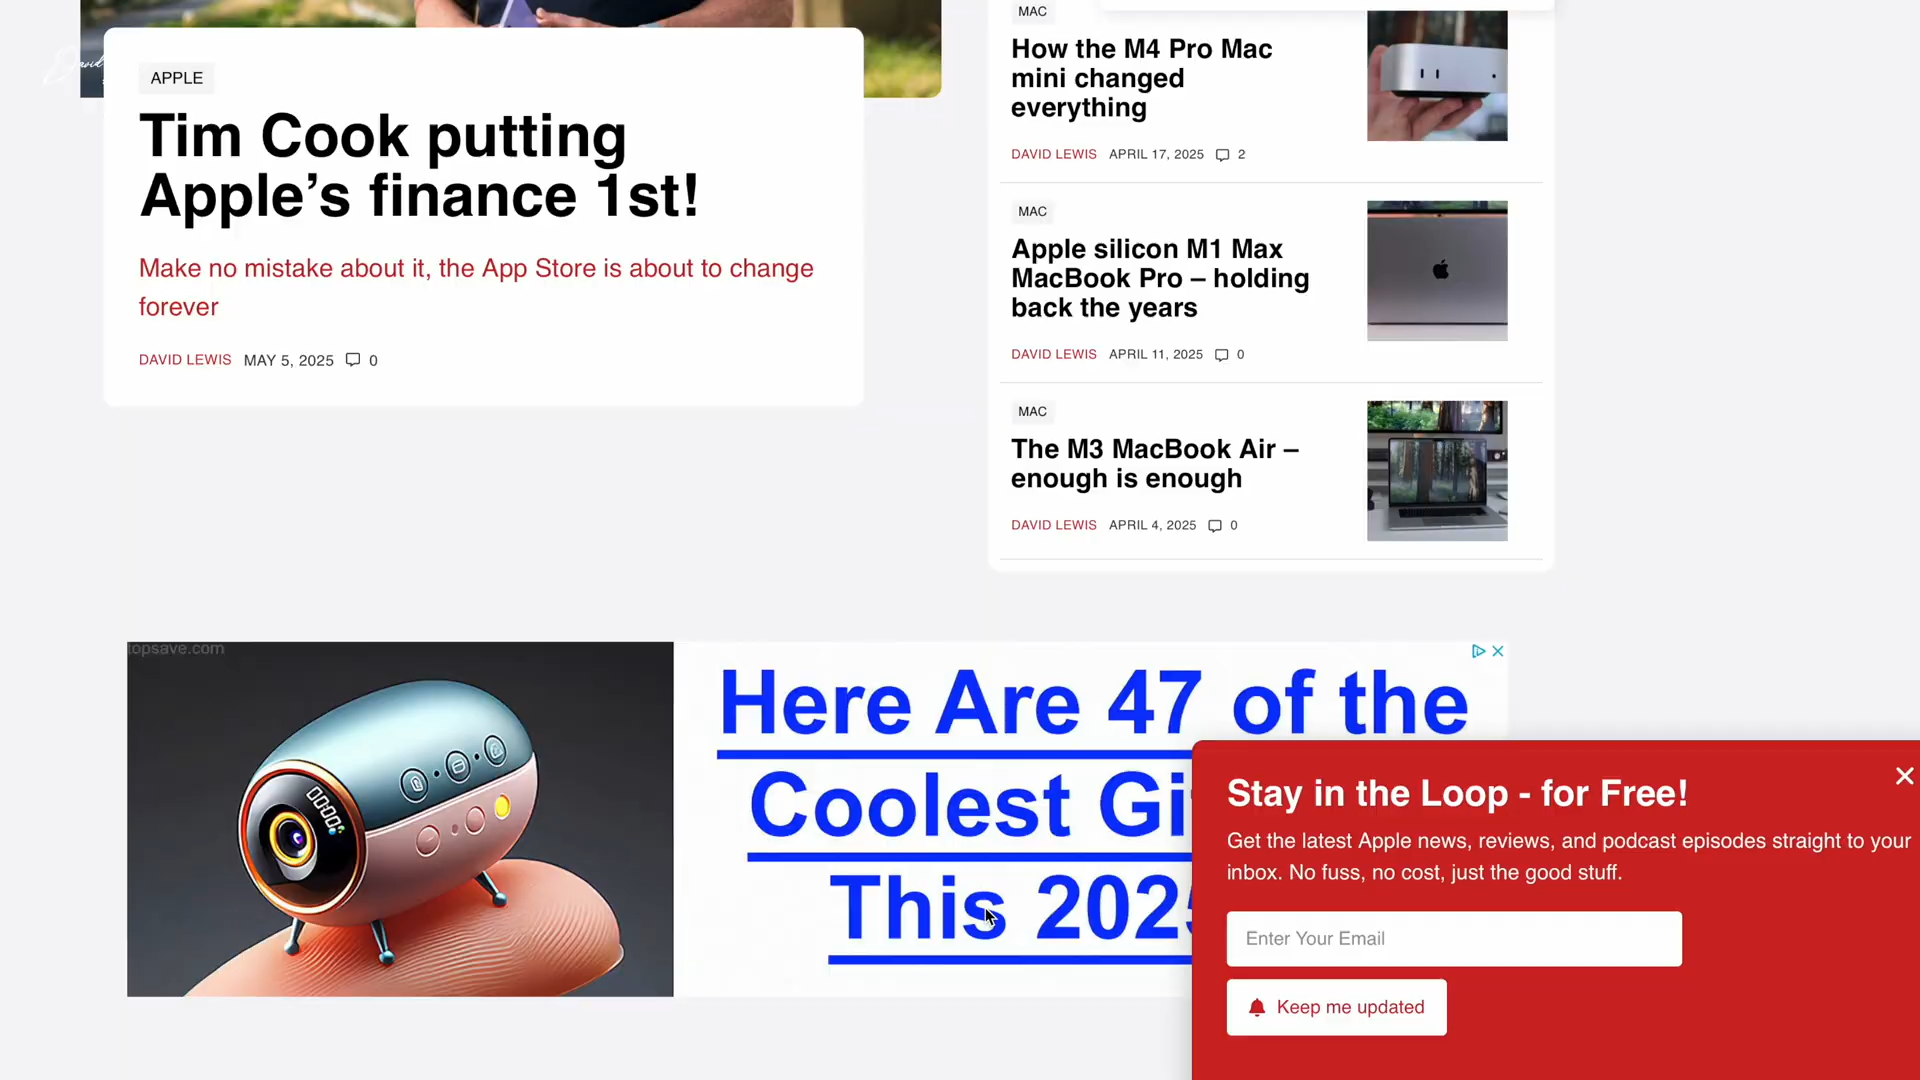 David
APPLE
Tim Cook putting
Apple’s finance 1st!
Make no mistake about it, the App Store is about to change
forever
DAVID LEWIS MAY 5, 2025 0
MAC
How the M4 Pro Mac
mini changed
everything
DAVID LEWIS APRIL 17, 2025 2
MAC
Apple silicon M1 Max
MacBook Pro – holding
back the years
DAVID LEWIS APRIL 11, 2025 0
MAC
The M3 MacBook Air –
enough is enough
DAVID LEWIS APRIL 4, 2025 0
topsave.com
Here Are 47 of the
Coolest Gi
This 202
Stay in the Loop - for Free!
Get the latest Apple news, reviews, and podcast episodes straight to your
inbox. No fuss, no cost, just the good stuff.
Enter Your Email
Keep me updated